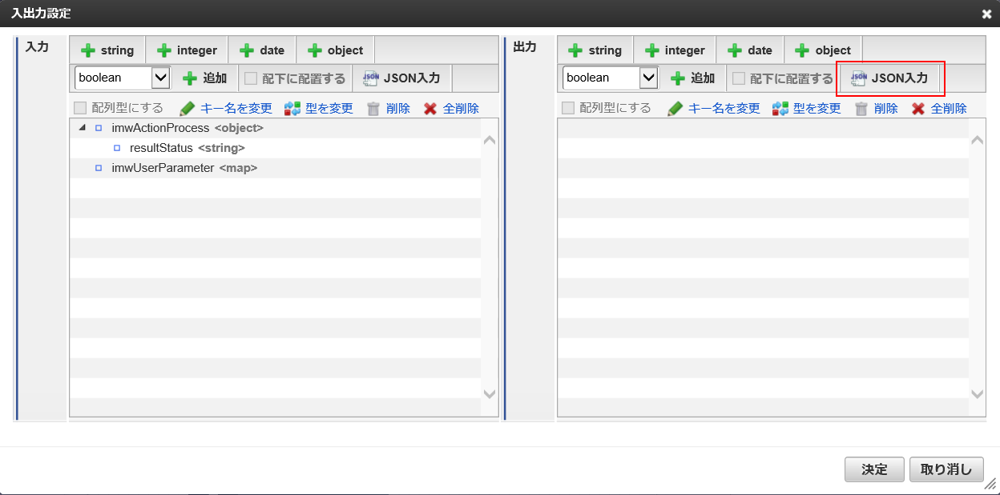 入出力設定
入力
string integer date object
boolean 追加 配下に配置する JSON入力
配列型にする キー名を変更 型を変更 削除 全削除
imwActionProcess <object>
resultStatus <string>
imwUserParameter <map>
出力
string integer date object
boolean 追加 配下に配置する JSON入力
配列型にする キー名を変更 型を変更 削除 全削除
決定 取り消し